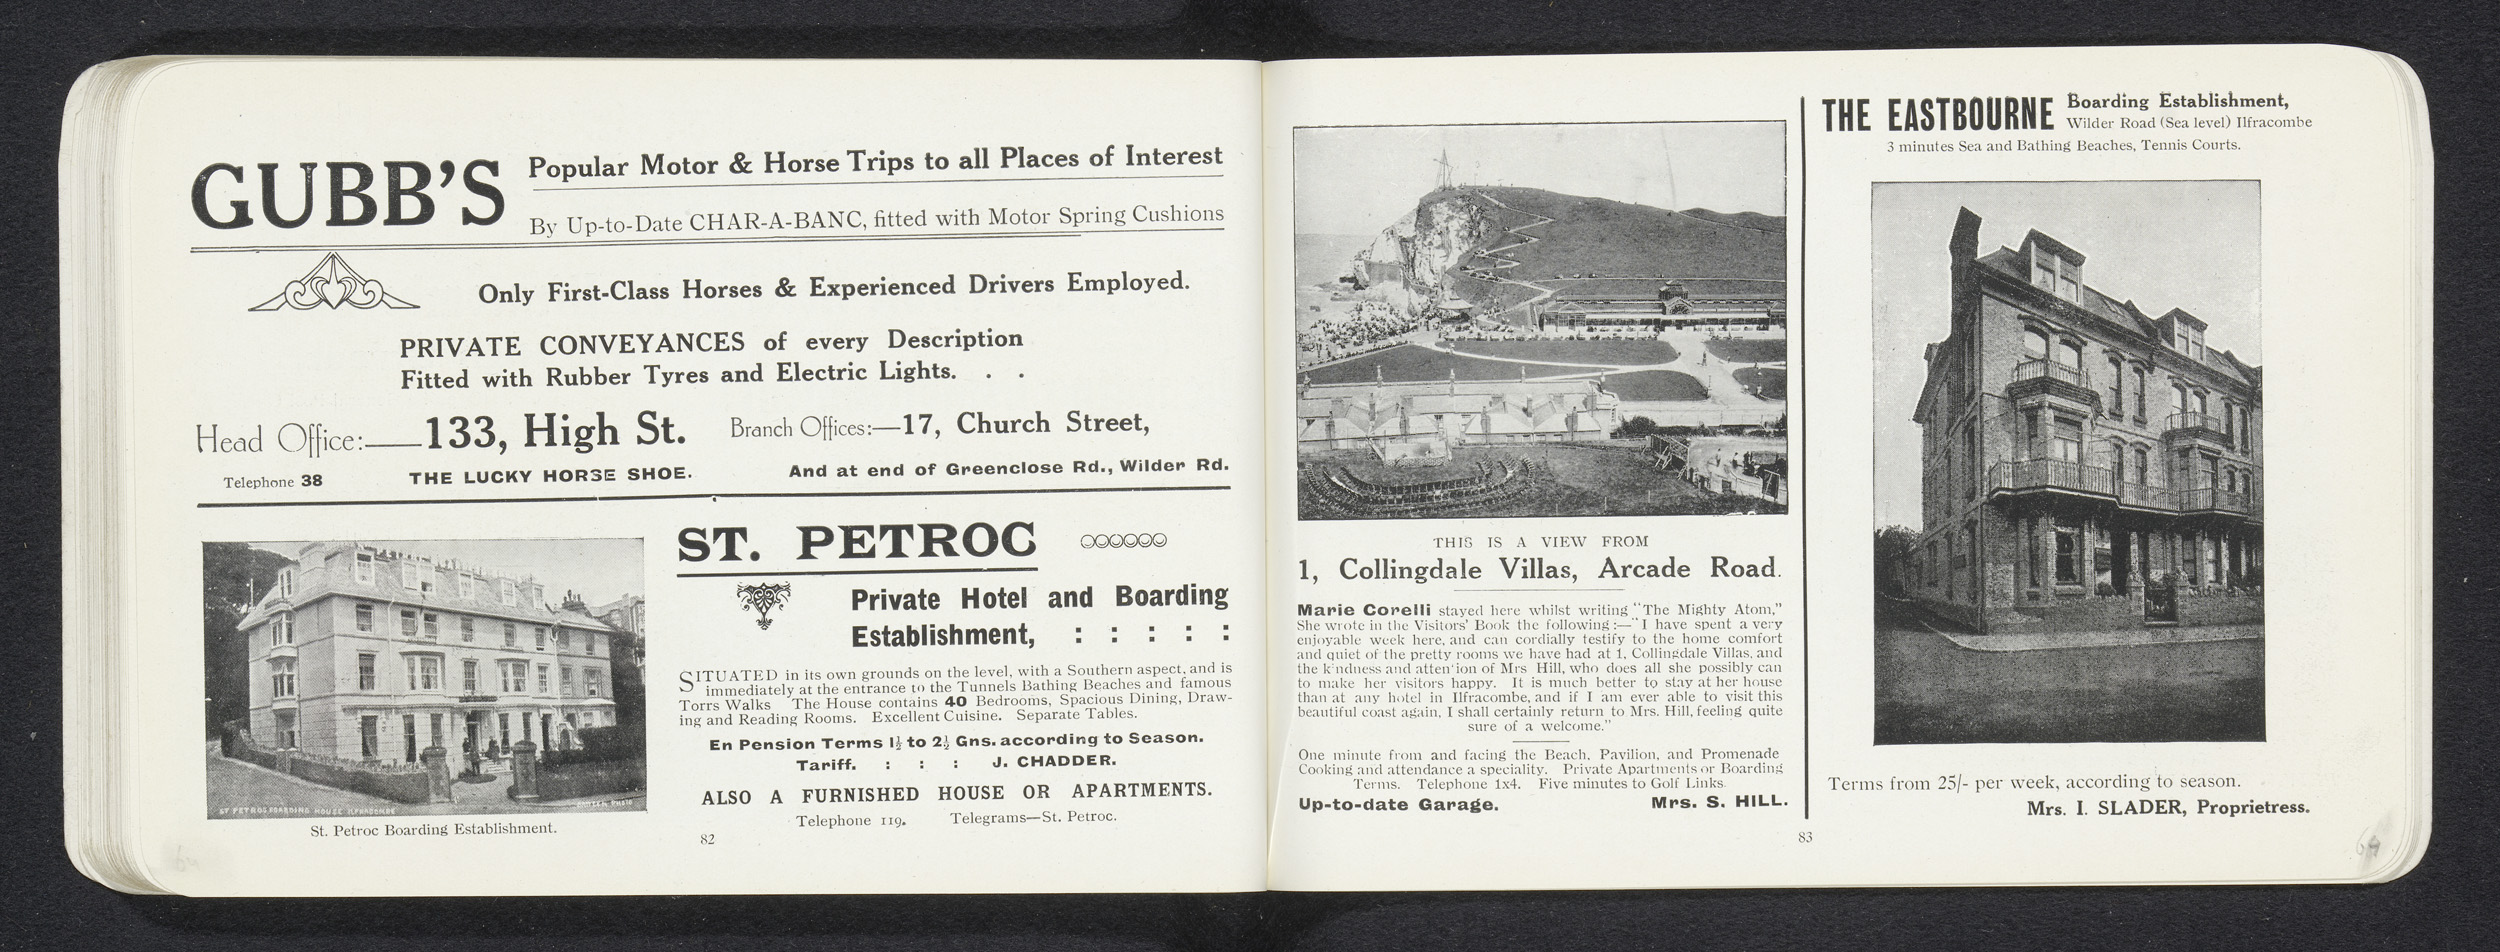 GUBB'S
Popular Motor & Horse Trips to all Places of Interest
By Up-to-Date CHAR-A-BANC, fitted with Motor Spring Cushions
Only First-Class Horses & Experienced Drivers Employed.
PRIVATE CONVEYANCES of every Description
Fitted with Rubber Tyres and Electric Lights. . .
Head Office:—133, High St.
Branch Offices:—17, Church Street,
Telephone 38
THE LUCKY HORSE SHOE.
And at end of Greenclose Rd., Wilder Rd.
ST PETROC BOARDING HOUSE ILFRACOMBE
St. Petroc Boarding Establishment.
ST. PETROC
Private Hotel and Boarding
Establishment, : : : : :
SITUATED in its own grounds on the level, with a Southern aspect, and is
immediately at the entrance to the Tunnels Bathing Beaches and famous
Torrs Walks The House contains 40 Bedrooms, Spacious Dining, Draw-
ing and Reading Rooms. Excellent Cuisine. Separate Tables.
En Pension Terms 1½ to 2½ Gns. according to Season.
Tariff. : : : J. CHADDER.
ALSO A FURNISHED HOUSE OR APARTMENTS.
Telephone 119. Telegrams—St. Petroc.
82
THIS IS A VIEW FROM
1, Collingdale Villas, Arcade Road.
Marie Corelli stayed here whilst writing "The Mighty Atom,"
She wrote in the Visitors' Book the following :—"I have spent a very
enjoyable week here, and can cordially testify to the home comfort
and quiet of the pretty rooms we have had at 1, Collingdale Villas, and
the kindness and attention of Mrs Hill, who does all she possibly can
to make her visitors happy. It is much better to stay at her house
than at any hotel in Ilfracombe, and if I am ever able to visit this
beautiful coast again, I shall certainly return to Mrs. Hill, feeling quite
sure of a welcome."
One minute from and facing the Beach, Pavilion, and Promenade
Cooking and attendance a speciality. Private Apartments or Boarding
Terms. Telephone 1x4. Five minutes to Golf Links.
Up-to-date Garage. Mrs. S. HILL.
83
THE EASTBOURNE
Boarding Establishment,
Wilder Road (Sea level) Ilfracombe
3 minutes Sea and Bathing Beaches, Tennis Courts.
Terms from 25/- per week, according to season.
Mrs. I. SLADER, Proprietress.